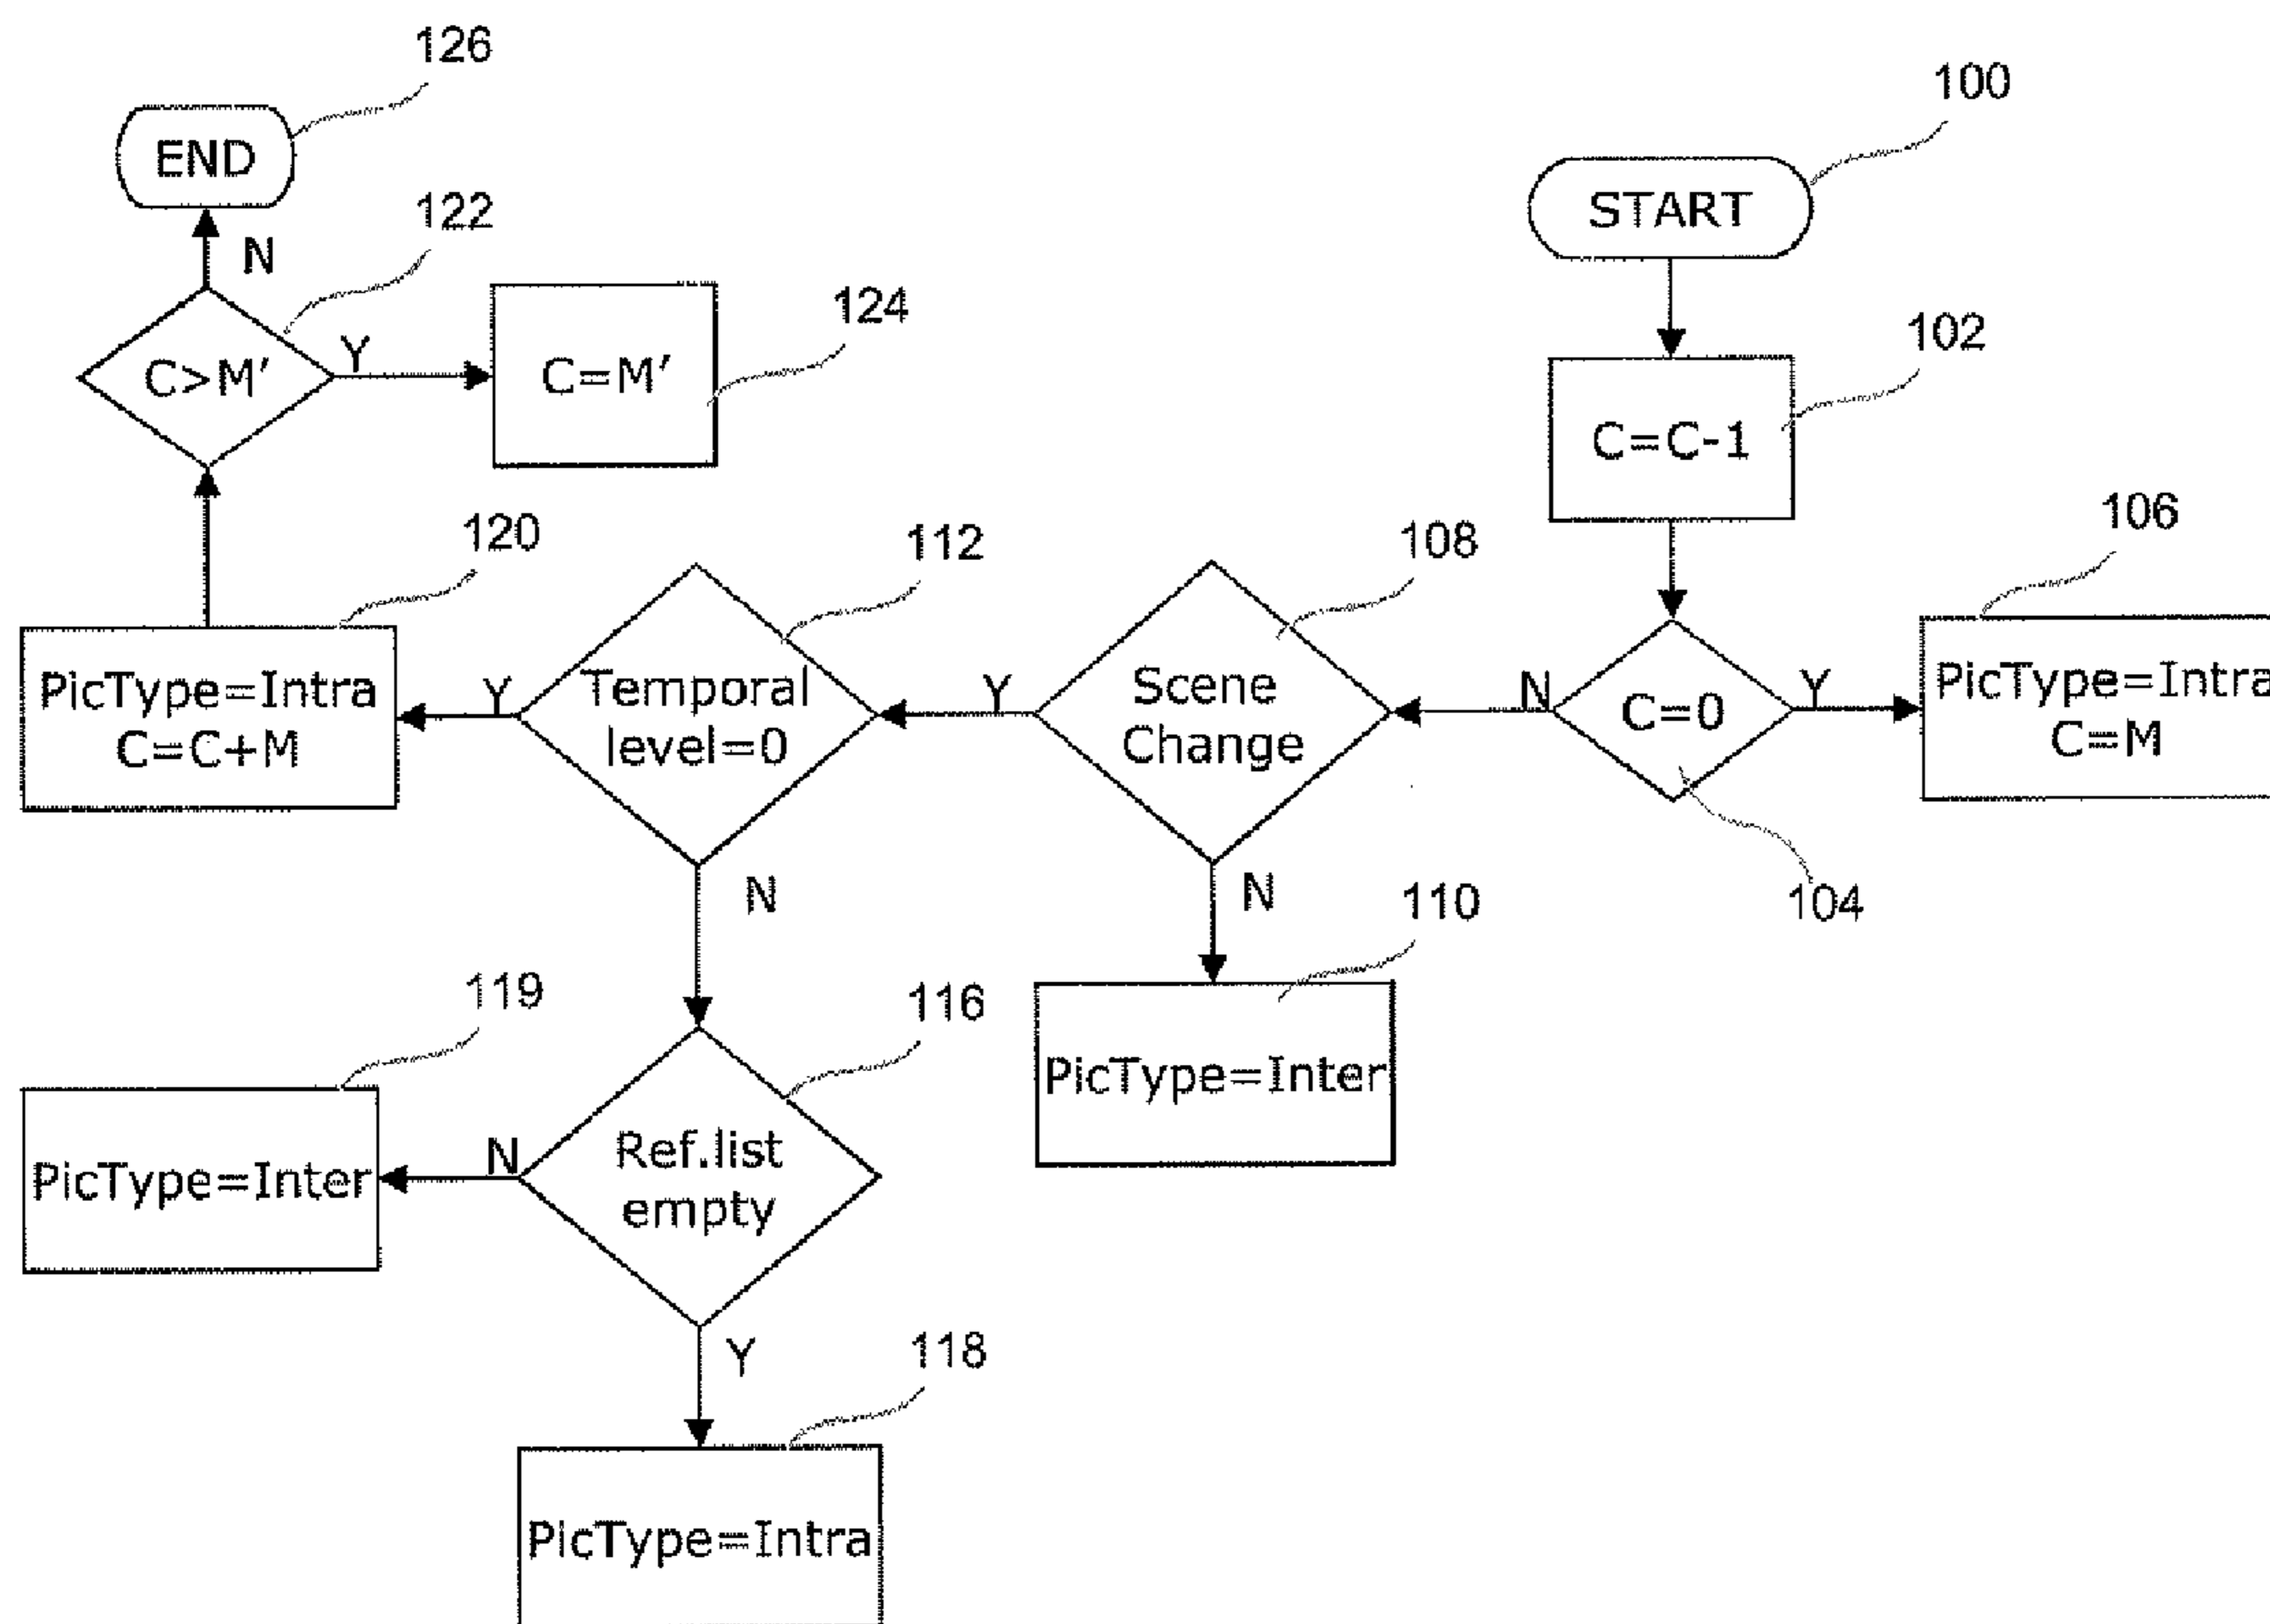 126
100
END
START
122
N
124
102
C>M'
Y
C=M'
C=C-1
106
120
112
108
PicType=Intra
C=C+M
Y
Temporal
level=0
Y
Scene
Change
N
C=0
Y
PicType=Intra
C=M
N
N
110
104
119
116
PicType=Inter
PicType=Inter
N
Ref.list
empty
Y
118
PicType=Intra